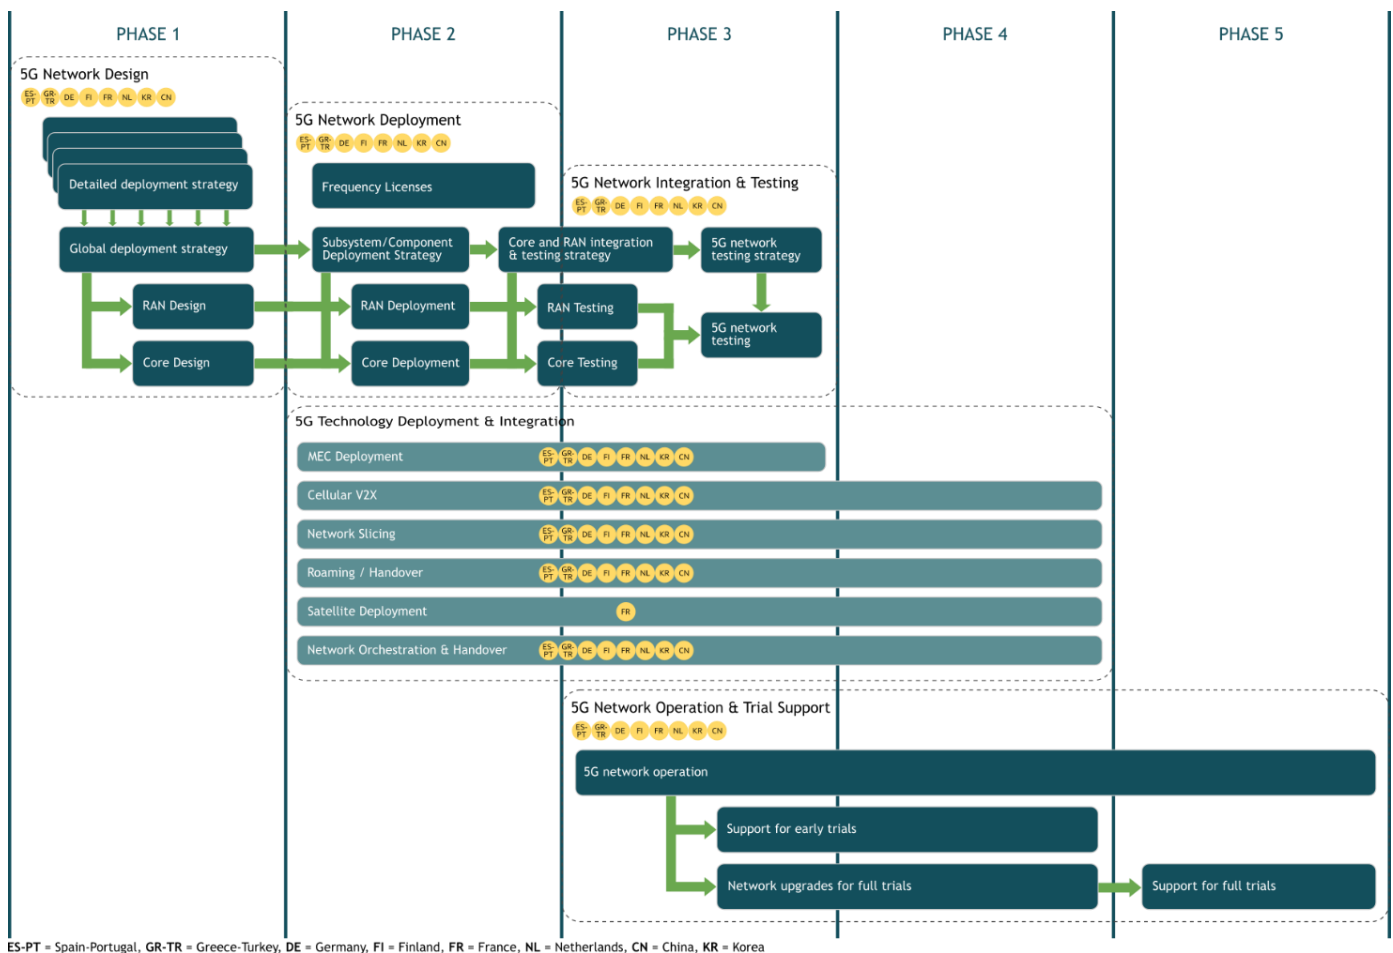 PHASE 1
PHASE 2
PHASE 3
PHASE 4
PHASE 5
5G Network Design
ES-PT GR-TR DE FI FR NL KR CN
Detailed deployment strategy
Global deployment strategy
RAN Design
Core Design
5G Network Deployment
ES-PT GR-TR DE FI FR NL KR CN
Frequency Licenses
Subsystem/Component
Deployment Strategy
RAN Deployment
Core Deployment
5G Network Integration & Testing
ES-PT GR-TR DE FI FR NL KR CN
Core and RAN integration
& testing strategy
RAN Testing
Core Testing
5G network
testing strategy
5G network
testing
5G Technology Deployment & Integration
MEC Deployment ES-PT GR-TR DE FI FR NL KR CN
Cellular V2X ES-PT GR-TR DE FI FR NL KR CN
Network Slicing ES-PT GR-TR DE FI FR NL KR CN
Roaming / Handover ES-PT GR-TR DE FI FR NL KR CN
Satellite Deployment FR
Network Orchestration & Handover ES-PT GR-TR DE FI FR NL KR CN
5G Network Operation & Trial Support
ES-PT GR-TR DE FI FR NL KR CN
5G network operation
Support for early trials
Network upgrades for full trials
Support for full trials
ES-PT = Spain-Portugal, GR-TR = Greece-Turkey, DE = Germany, FI = Finland, FR = France, NL = Netherlands, CN = China, KR = Korea